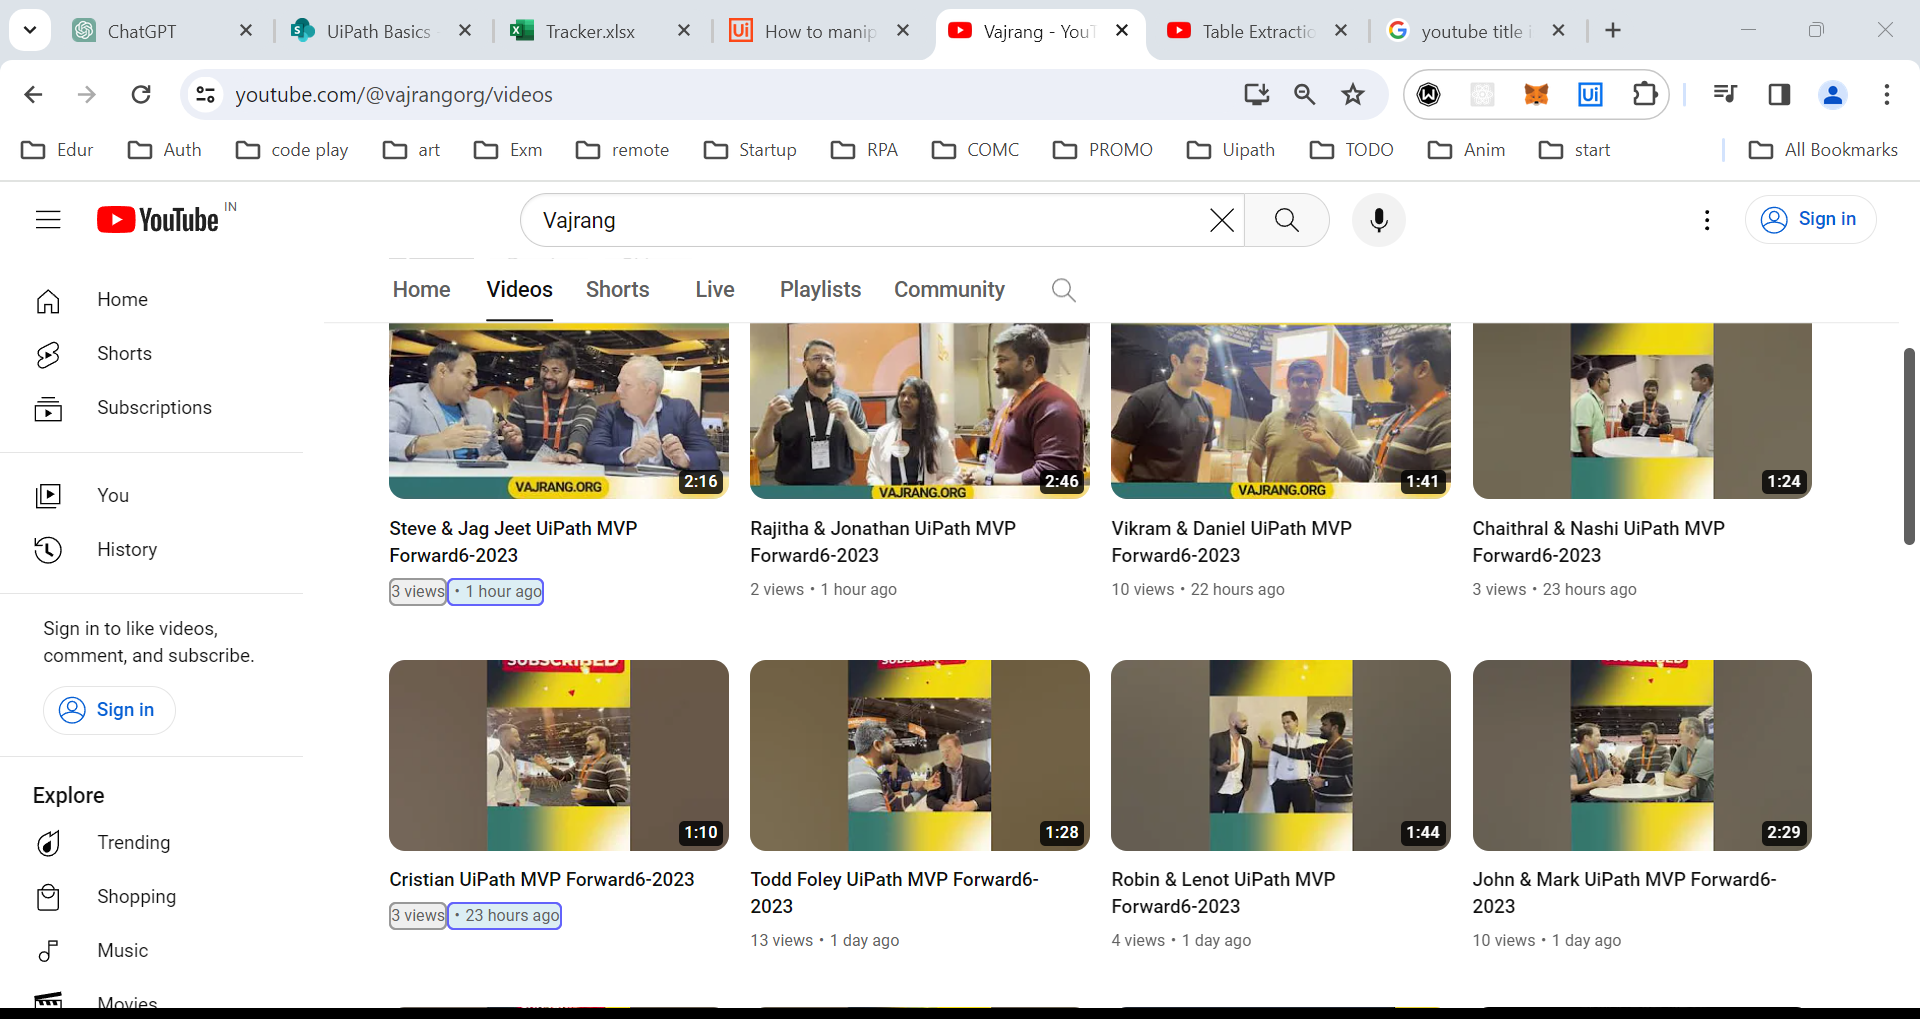 ChatGPT
UiPath Basics
Tracker.xlsx
How to manip
Vajrang - YouT
Table Extractio
youtube title i
youtube.com/@vajrangorg/videos
Edur
Auth
code play
art
Exm
remote
Startup
RPA
COMC
PROMO
Uipath
TODO
Anim
start
All Bookmarks
YouTube IN
Vajrang
Sign in
Home
Shorts
Subscriptions
You
History
Sign in to like videos,
comment, and subscribe.
Sign in
Explore
Trending
Shopping
Music
Movies
Home
Videos
Shorts
Live
Playlists
Community
VAJRANG.ORG
2:16
VAJRANG.ORG
2:46
VAJRANG.ORG
1:41
1:24
Steve & Jag Jeet UiPath MVP
Forward6-2023
3 views • 1 hour ago
Rajitha & Jonathan UiPath MVP
Forward6-2023
2 views • 1 hour ago
Vikram & Daniel UiPath MVP
Forward6-2023
10 views • 22 hours ago
Chaithral & Nashi UiPath MVP
Forward6-2023
3 views • 23 hours ago
SUBSCRIBED
1:10
1:28
1:44
2:29
Cristian UiPath MVP Forward6-2023
3 views • 23 hours ago
Todd Foley UiPath MVP Forward6-
2023
13 views • 1 day ago
Robin & Lenot UiPath MVP
Forward6-2023
4 views • 1 day ago
John & Mark UiPath MVP Forward6-
2023
10 views • 1 day ago